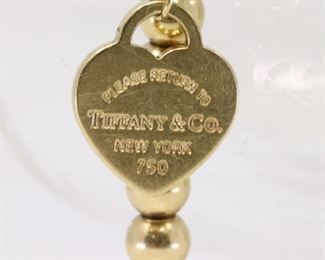 PLEASE RETURN TO
TIFFANY & CO.
NEW YORK
750